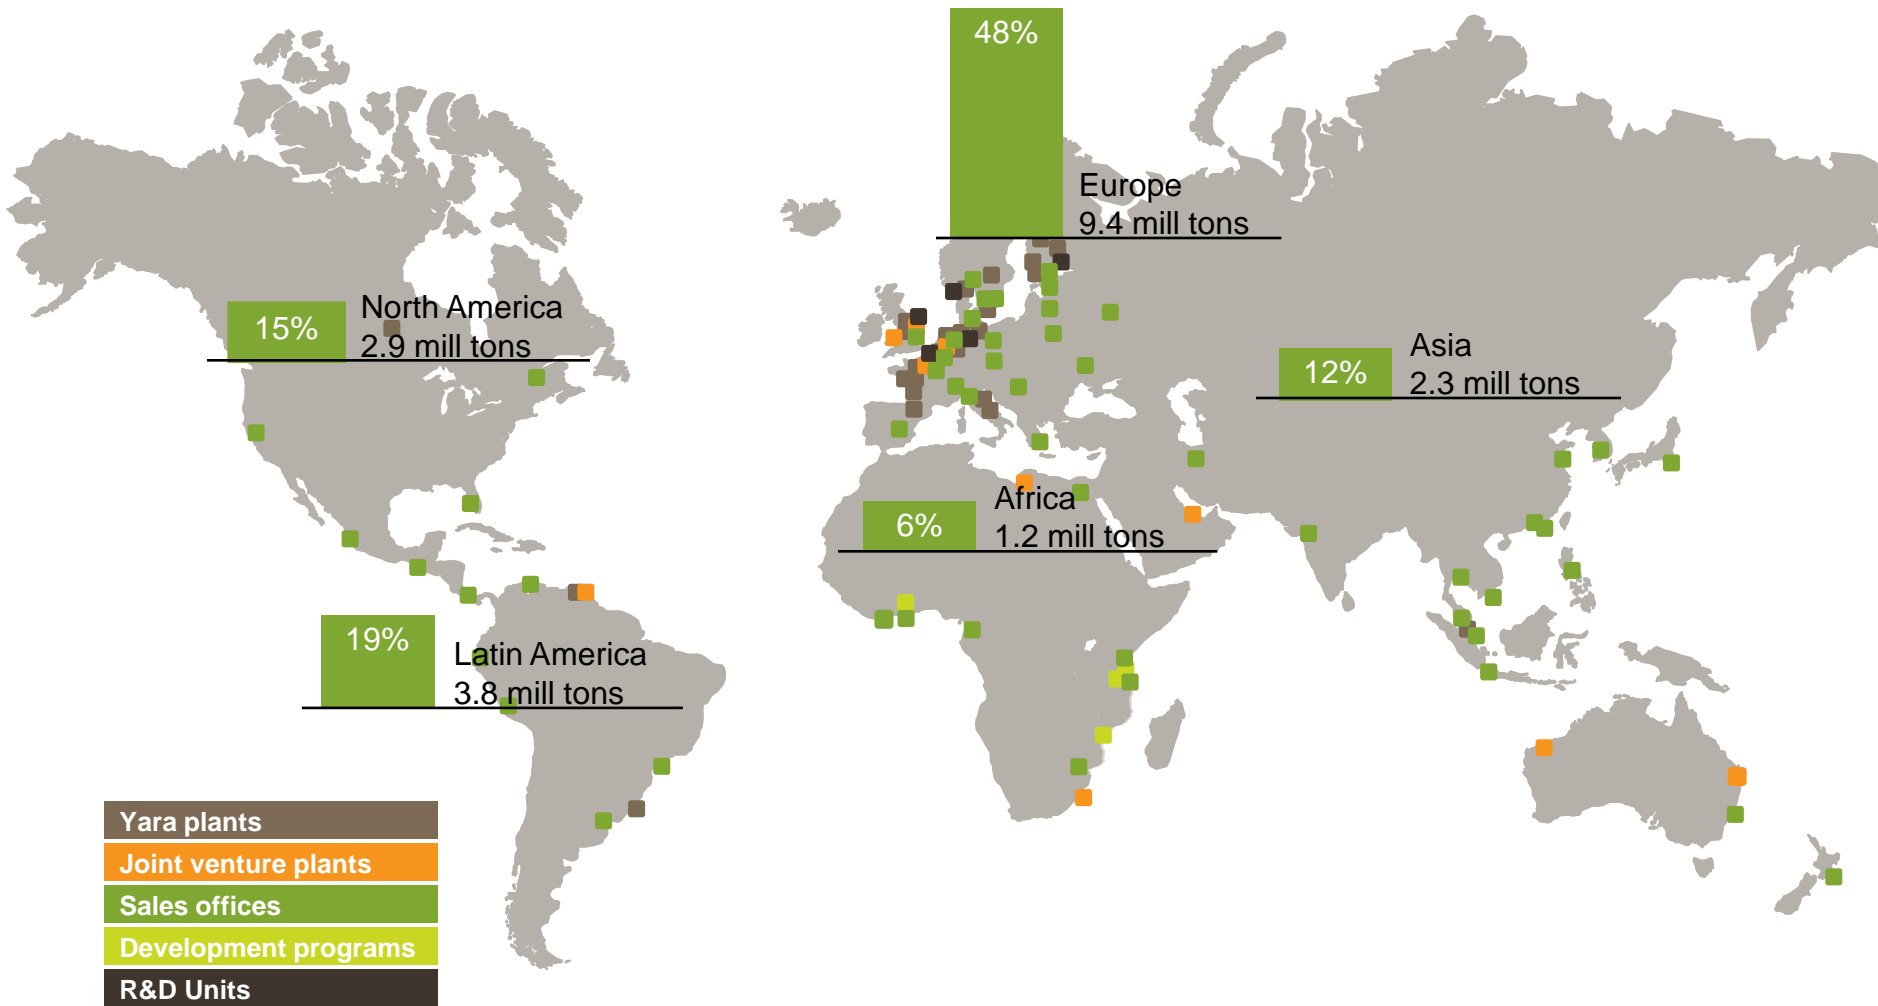 48%
Europe
9.4 mill tons
15%
North America
2.9 mill tons
12%
Asia
2.3 mill tons
6%
Africa
1.2 mill tons
19%
Latin America
3.8 mill tons
Yara plants
Joint venture plants
Sales offices
Development programs
R&D Units